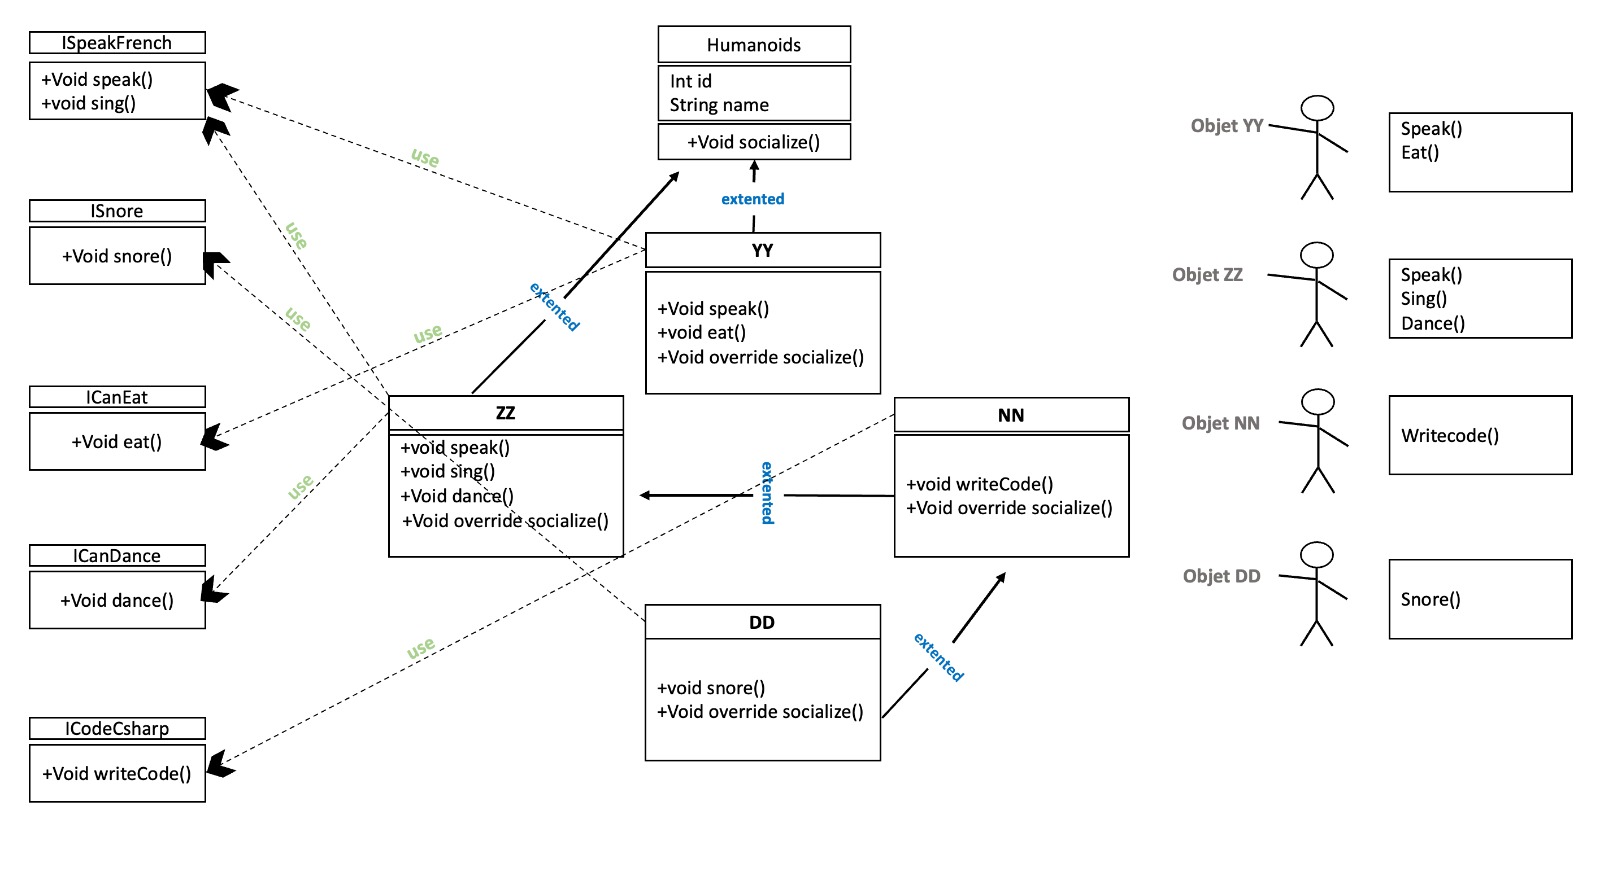 ISpeakFrench
+Void speak()
+void sing()
ISnore
+Void snore()
ICanEat
+Void eat()
ICanDance
+Void dance()
ICodeCsharp
+Void writeCode()
use
use
use
use
use
use
Humanoids
Int id
String name
+Void socialize()
extented
extented
YY
+Void speak()
+void eat()
+Void override socialize()
ZZ
+void speak()
+void sing()
+Void dance()
+Void override socialize()
extented
NN
+void writeCode()
+Void override socialize()
DD
+void snore()
+Void override socialize()
extented
Objet YY
Speak()
Eat()
Objet ZZ
Speak()
Sing()
Dance()
Objet NN
Writecode()
Objet DD
Snore()